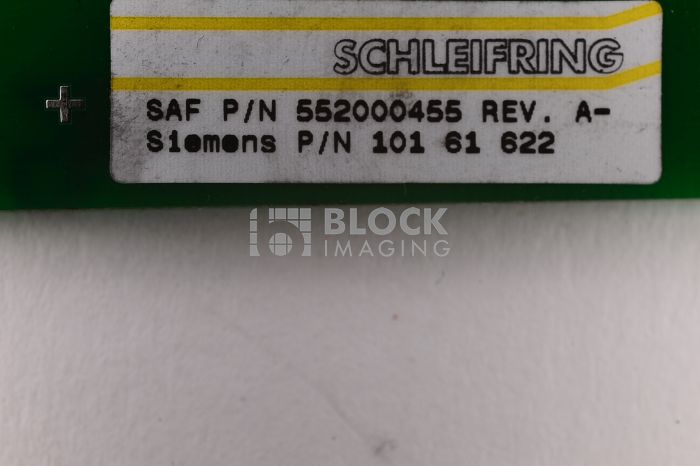 SCHLEIFRING
SAF P/N 552000455 REV. A-
Siemens P/N 101 61 622
BLOCK
IMAGING